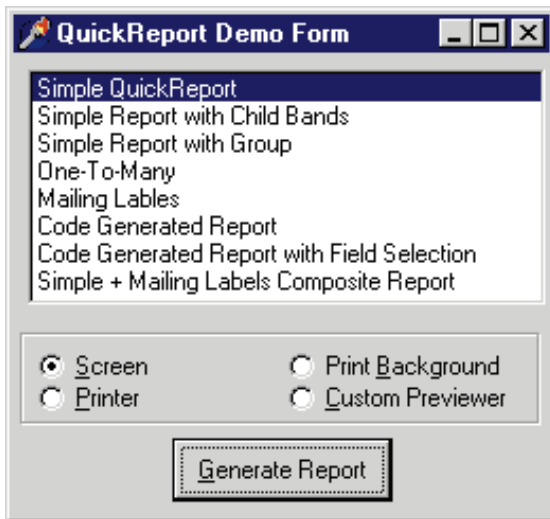 QuickReport Demo Form
Simple QuickReport
Simple Report with Child Bands
Simple Report with Group
One-To-Many
Mailing Lables
Code Generated Report
Code Generated Report with Field Selection
Simple + Mailing Labels Composite Report
Screen
Print Background
Printer
Custom Previewer
Generate Report